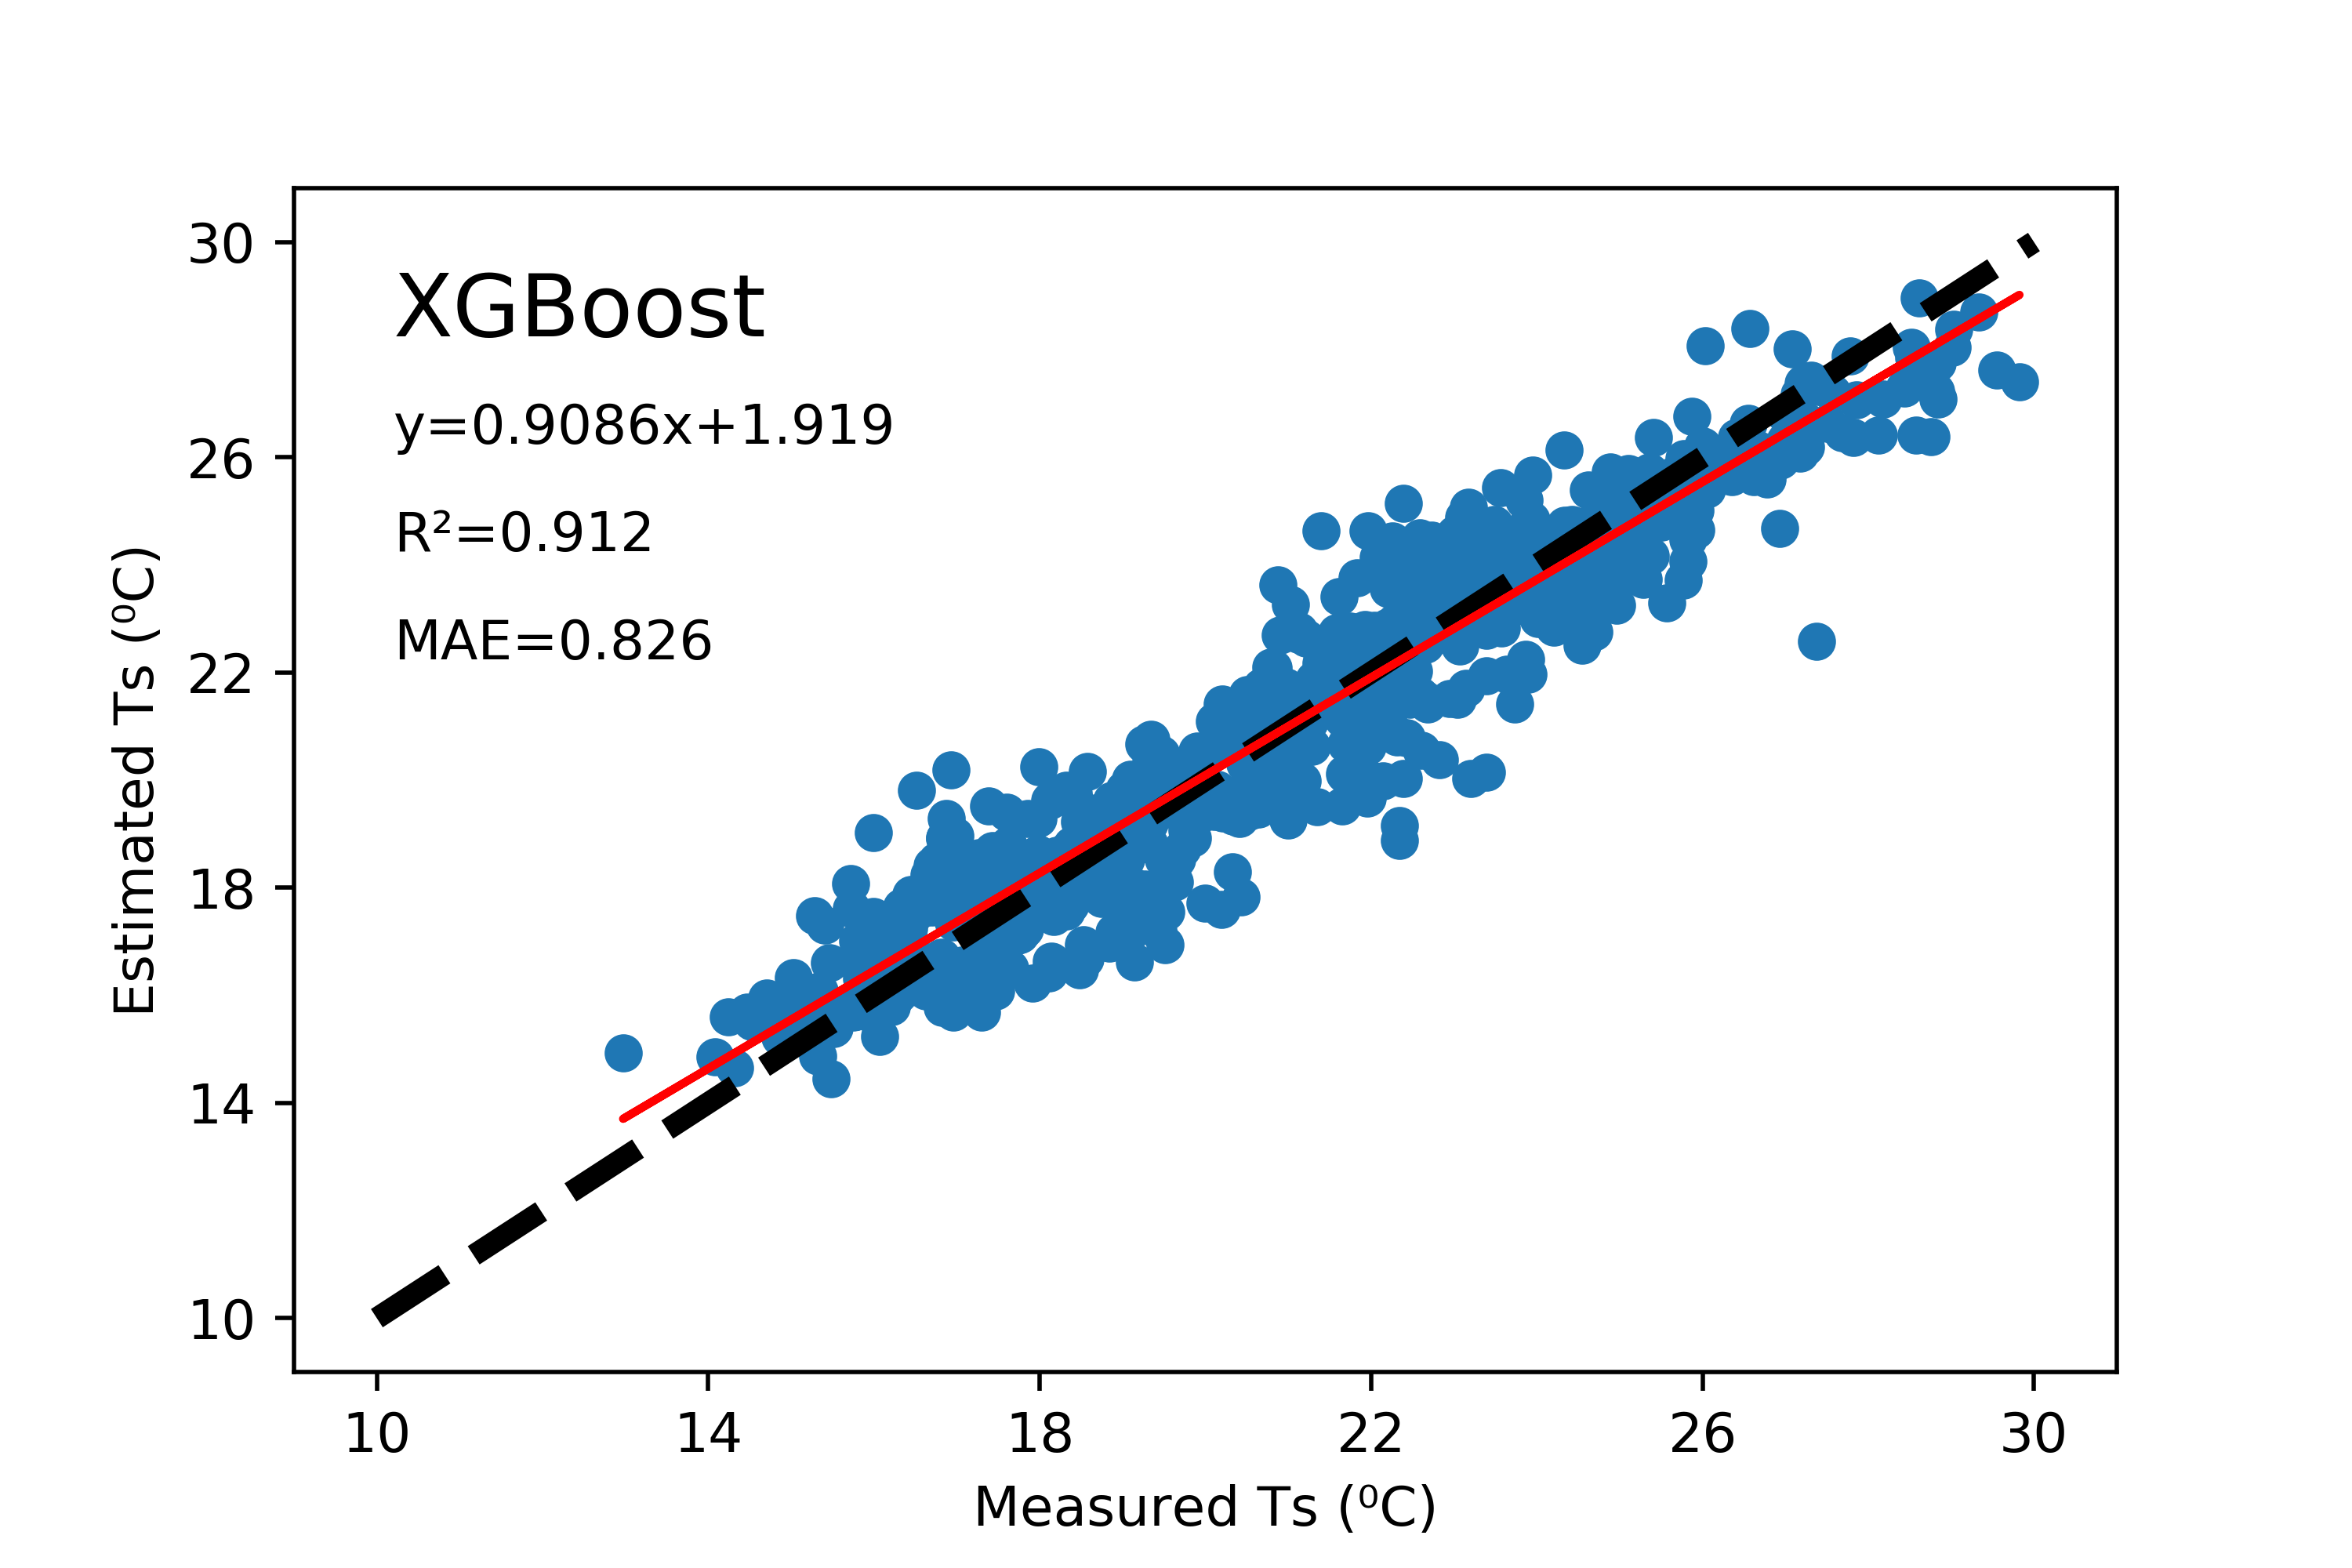 XGBoost
y=0.9086x+1.919
R²=0.912
MAE=0.826
30
26
22
18
14
10
Estimated Ts (⁰C)
10 14 18 22 26 30
Measured Ts (⁰C)